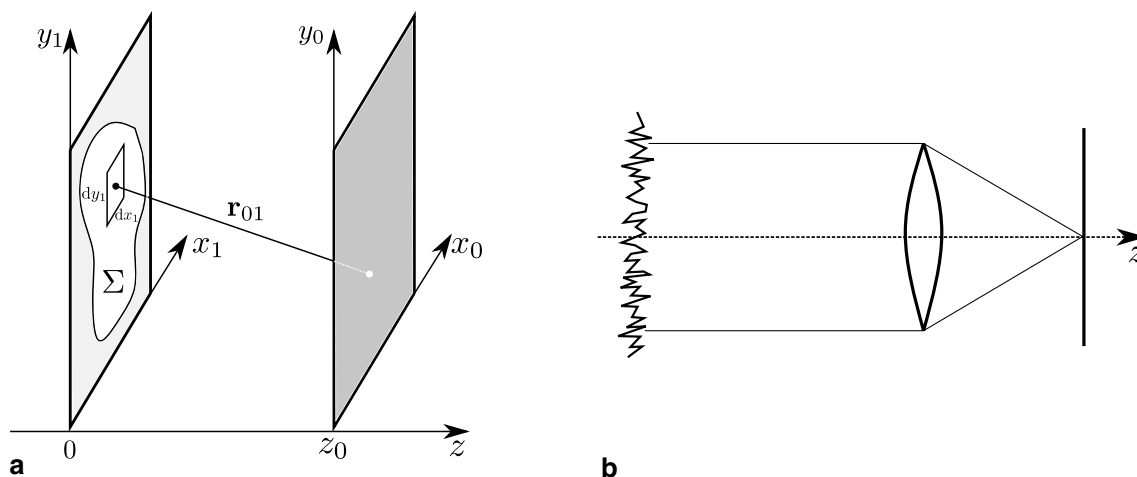 y₁
y₀
dy₁
dx₁
r₀₁
x₁
x₀
Σ
z
0
z₀
z
a
b